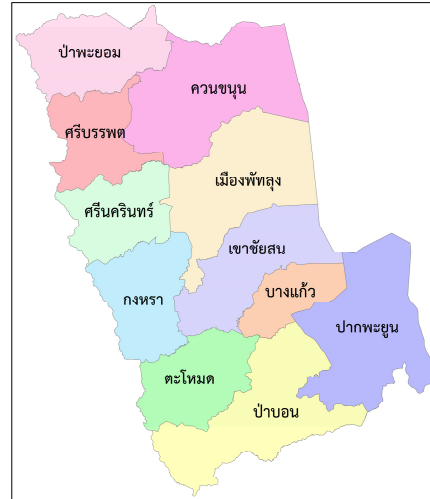 ป่าพะยอม
ควนขนุน
ศรีบรรพต
เมืองพัทลุง
ศรีนครินทร์
เขาชัยสน
บางแก้ว
กงหรา
ปากพะยูน
ตะโหมด
ป่าบอน